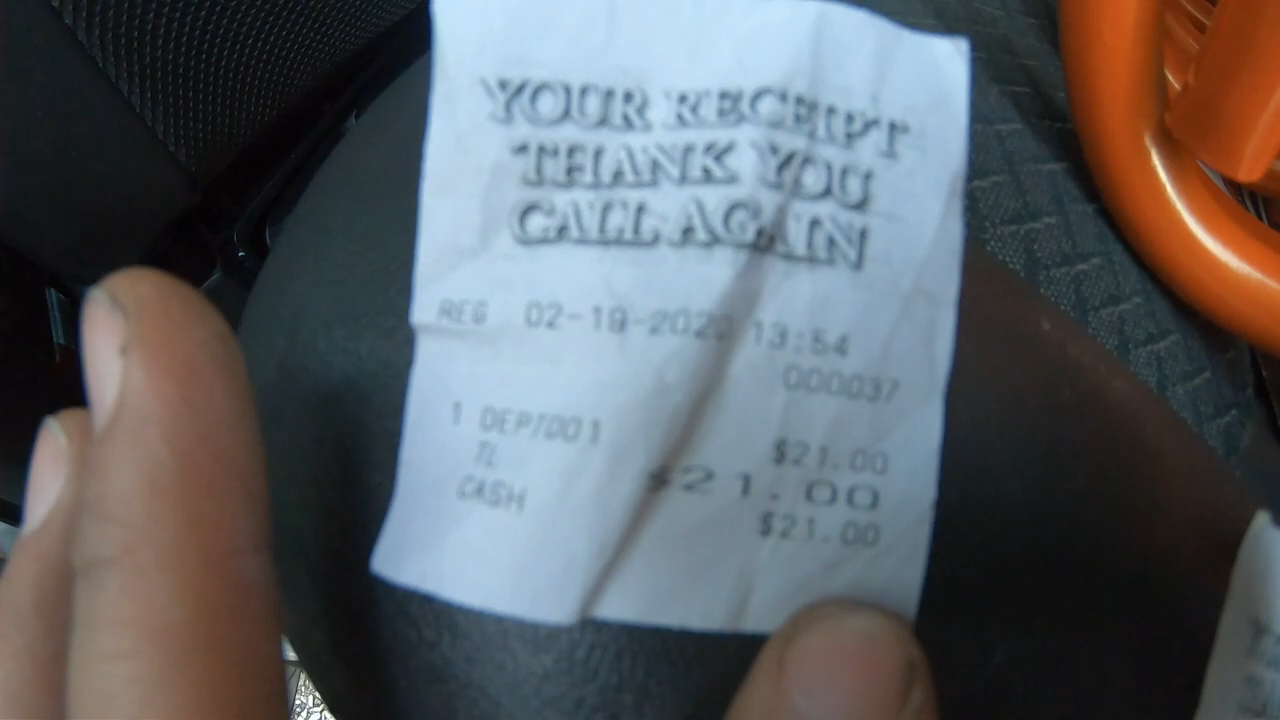 YOUR RECEIPT
THANK YOU
CALL AGAIN
REG 02-19-2020 13:54
000037
1 DEPT001 $21.00
TL $21.00
CASH $21.00